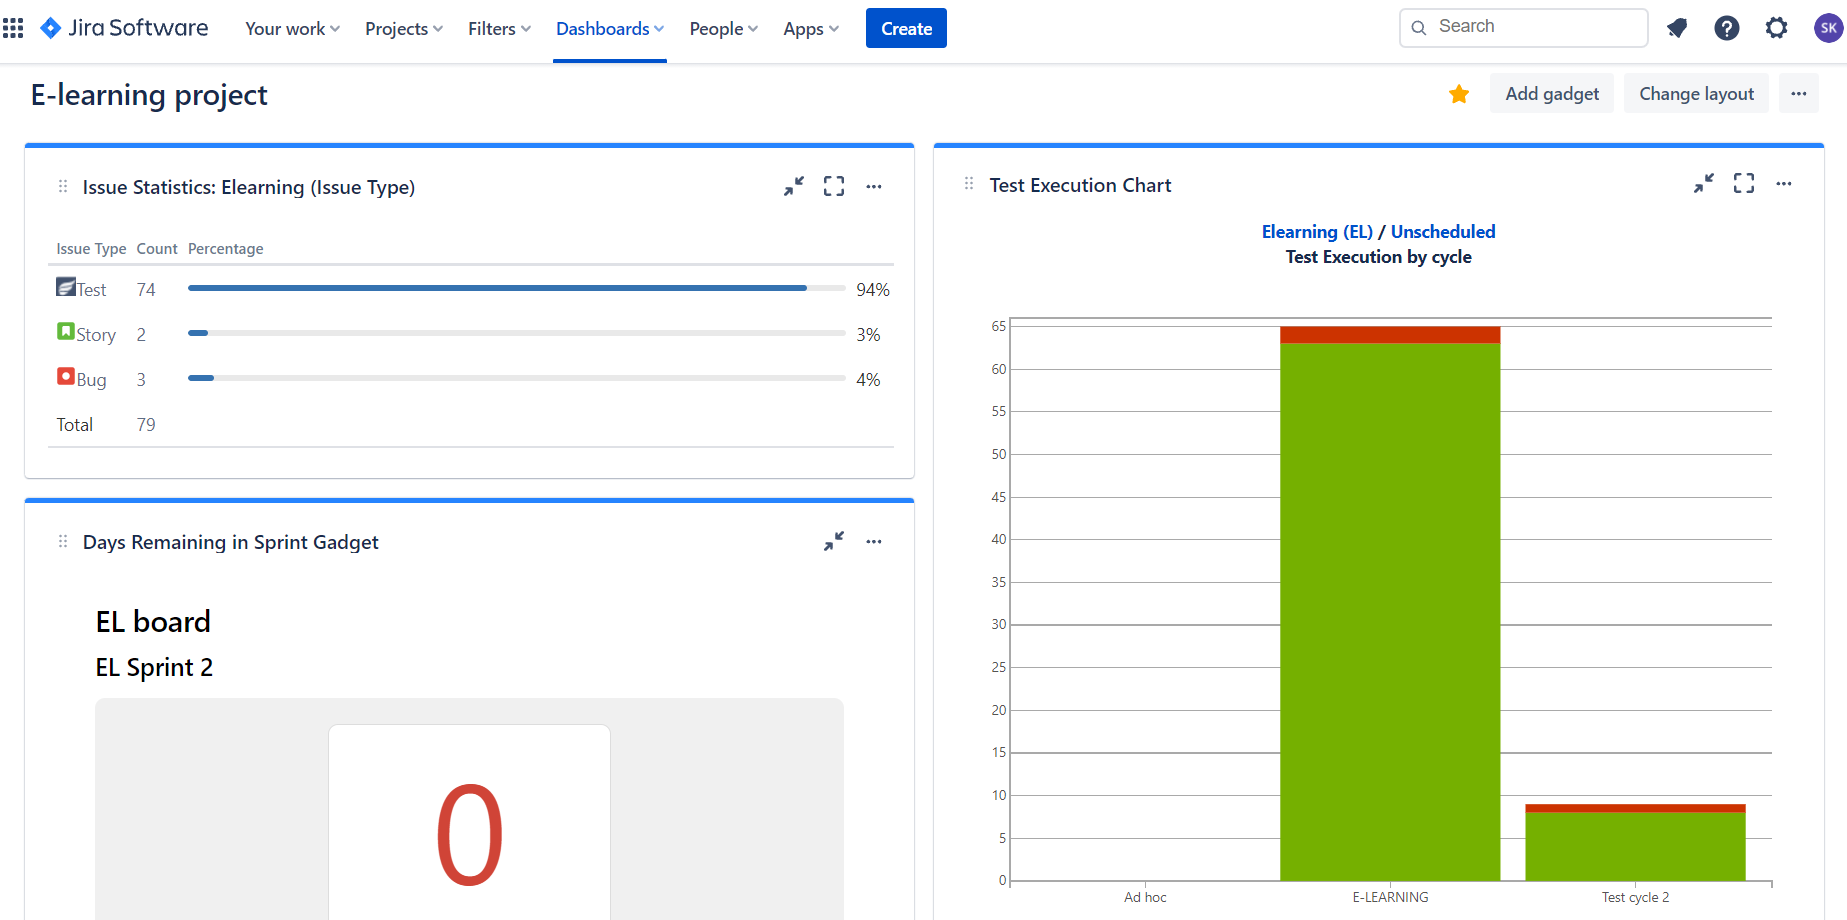 Jira Software Your work Projects Filters Dashboards People Apps Create Search SK
E-learning project
Add gadget Change layout
Issue Statistics: Elearning (Issue Type)
Issue Type Count Percentage
Test 74 94%
Story 2 3%
Bug 3 4%
Total 79
Days Remaining in Sprint Gadget
EL board
EL Sprint 2
0
Test Execution Chart
Elearning (EL) / Unscheduled
Test Execution by cycle
65
60
55
50
45
40
35
30
25
20
15
10
5
0
Ad hoc E-LEARNING Test cycle 2